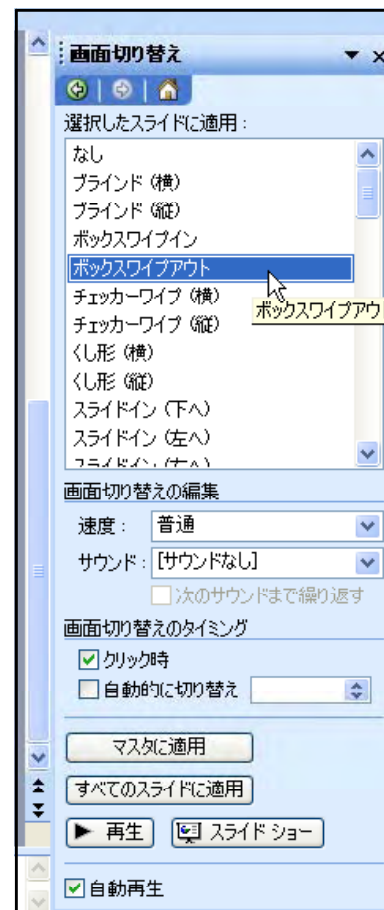 画面切り替え
選択したスライドに適用:
なし
ブラインド (横)
ブラインド (縦)
ボックスワイプイン
ボックスワイプアウト
チェッカーワイプ (横)
ボックスワイプアウ
チェッカーワイプ (縦)
くし形 (横)
くし形 (縦)
スライドイン (下へ)
スライドイン (左へ)
スライドイン (右へ)
画面切り替えの編集
速度: 普通
サウンド: [サウンドなし]
次のサウンドまで繰り返す
画面切り替えのタイミング
クリック時
自動的に切り替え
マスタに適用
すべてのスライドに適用
再生 スライド ショー
自動再生